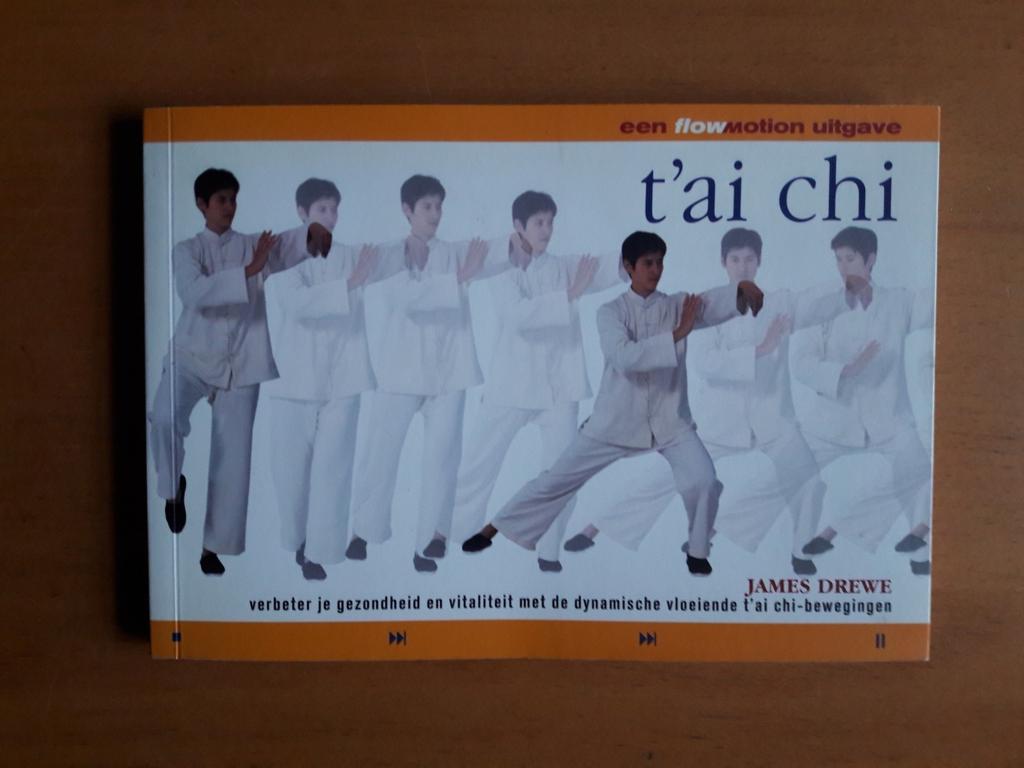 een flowmotion uitgave
t'ai chi
JAMES DREWE
verbeter je gezondheid en vitaliteit met de dynamische vloeiende t'ai chi-bewegingen